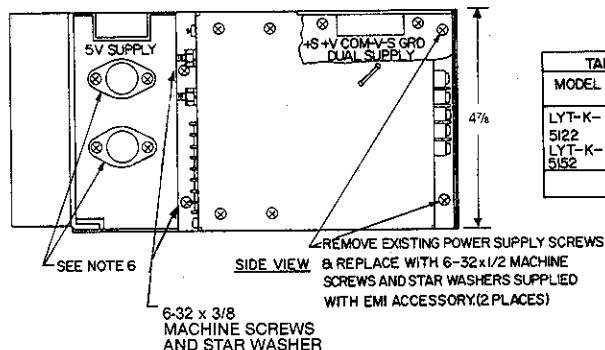 5V SUPPLY
+S +V COM-V-S GRD
DUAL SUPPLY
4⅞
MODEL
LYT-K-
5122
LYT-K-
5152
SEE NOTE 6
SIDE VIEW
REMOVE EXISTING POWER SUPPLY SCREWS
& REPLACE WITH 6-32x1/2 MACHINE
SCREWS AND STAR WASHERS SUPPLIED
WITH EMI ACCESSORY.(2 PLACES)
6-32 x 3/8
MACHINE SCREWS
AND STAR WASHER